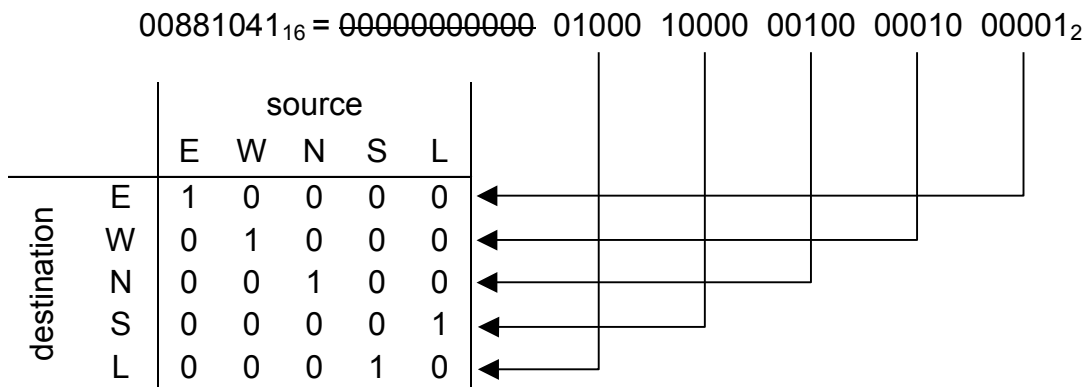 00881041₁₆ = 00000000000 01000 10000 00100 00010 00001₂
source
E W N S L
destination
E 1 0 0 0 0
W 0 1 0 0 0
N 0 0 1 0 0
S 0 0 0 0 1
L 0 0 0 1 0